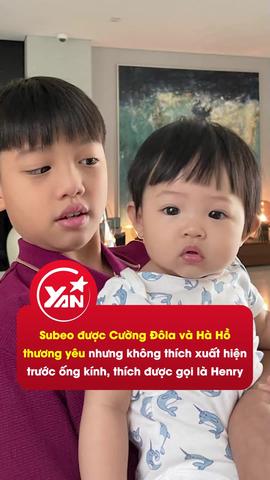 YAN
Subeo được Cường Đôla và Hà Hồ
thương yêu nhưng không thích xuất hiện
trước ống kính, thích được gọi là Henry